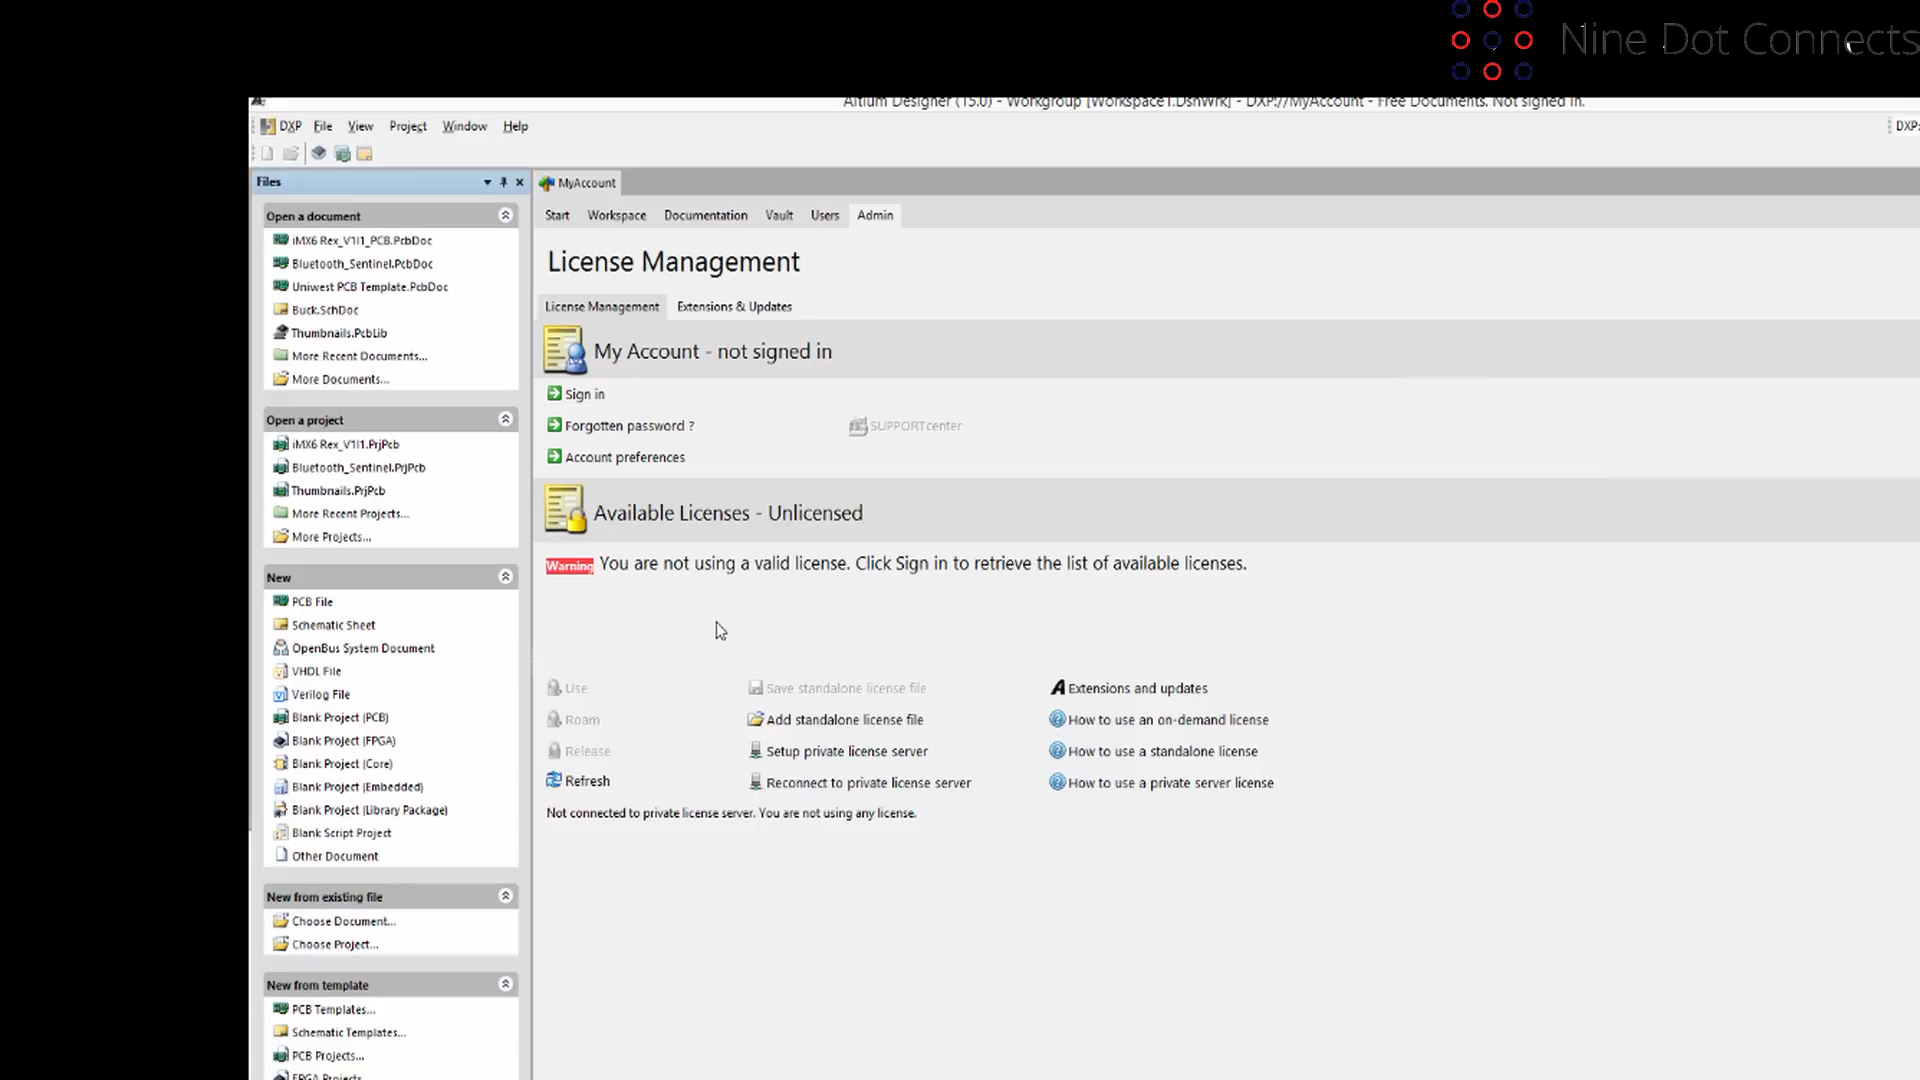 Nine Dot Connects
Altium Designer (15.0) - Workgroup [Workspace1.DsnWrk] - DXP://MyAccount - Free Documents. Not signed in.
DXP File View Project Window Help
DXP:
Files
MyAccount
Start Workspace Documentation Vault Users Admin
License Management
License Management Extensions & Updates
My Account - not signed in
Sign in
Forgotten password ? SUPPORTcenter
Account preferences
Available Licenses - Unlicensed
Warning You are not using a valid license. Click Sign in to retrieve the list of available licenses.
Use Save standalone license file Extensions and updates
Roam Add standalone license file How to use an on-demand license
Release Setup private license server How to use a standalone license
Refresh Reconnect to private license server How to use a private server license
Not connected to private license server. You are not using any license.
Open a document
iMX6 Rex_V1I1_PCB.PcbDoc
Bluetooth_Sentinel.PcbDoc
Uniwest PCB Template.PcbDoc
Buck.SchDoc
Thumbnails.PcbLib
More Recent Documents...
More Documents...
Open a project
iMX6 Rex_V1I1.PrjPcb
Bluetooth_Sentinel.PrjPcb
Thumbnails.PrjPcb
More Recent Projects...
More Projects...
New
PCB File
Schematic Sheet
OpenBus System Document
VHDL File
Verilog File
Blank Project (PCB)
Blank Project (FPGA)
Blank Project (Core)
Blank Project (Embedded)
Blank Project (Library Package)
Blank Script Project
Other Document
New from existing file
Choose Document...
Choose Project...
New from template
PCB Templates...
Schematic Templates...
PCB Projects...
FPGA Projects